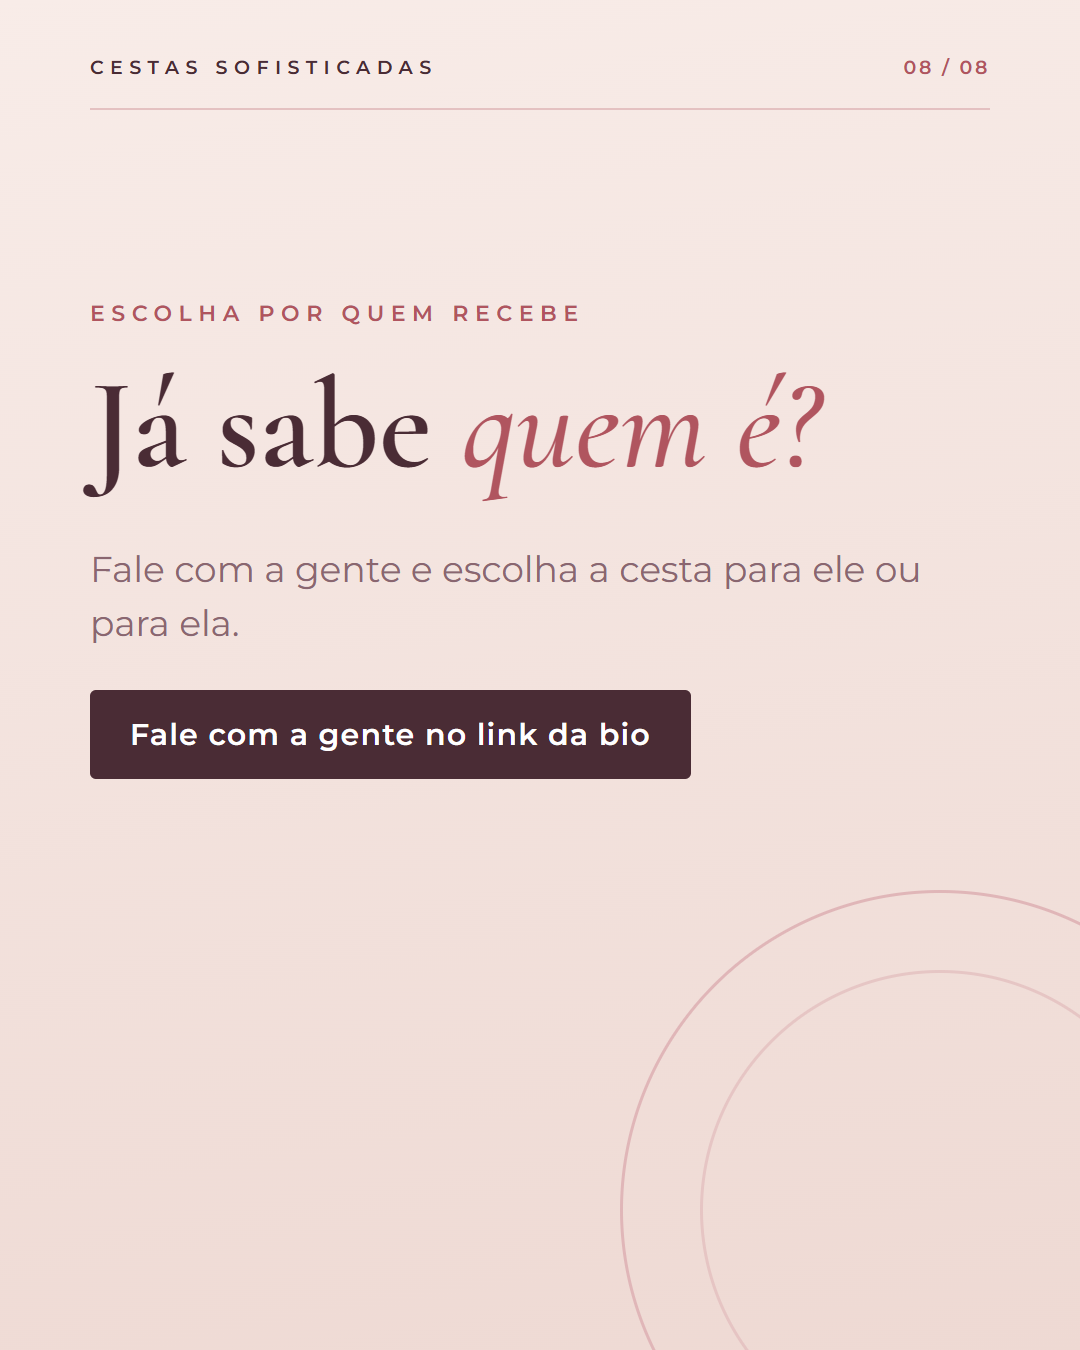 CESTAS SOFISTICADAS
08 / 08
ESCOLHA POR QUEM RECEBE
Já sabe quem é?
Fale com a gente e escolha a cesta para ele ou
para ela.
Fale com a gente no link da bio